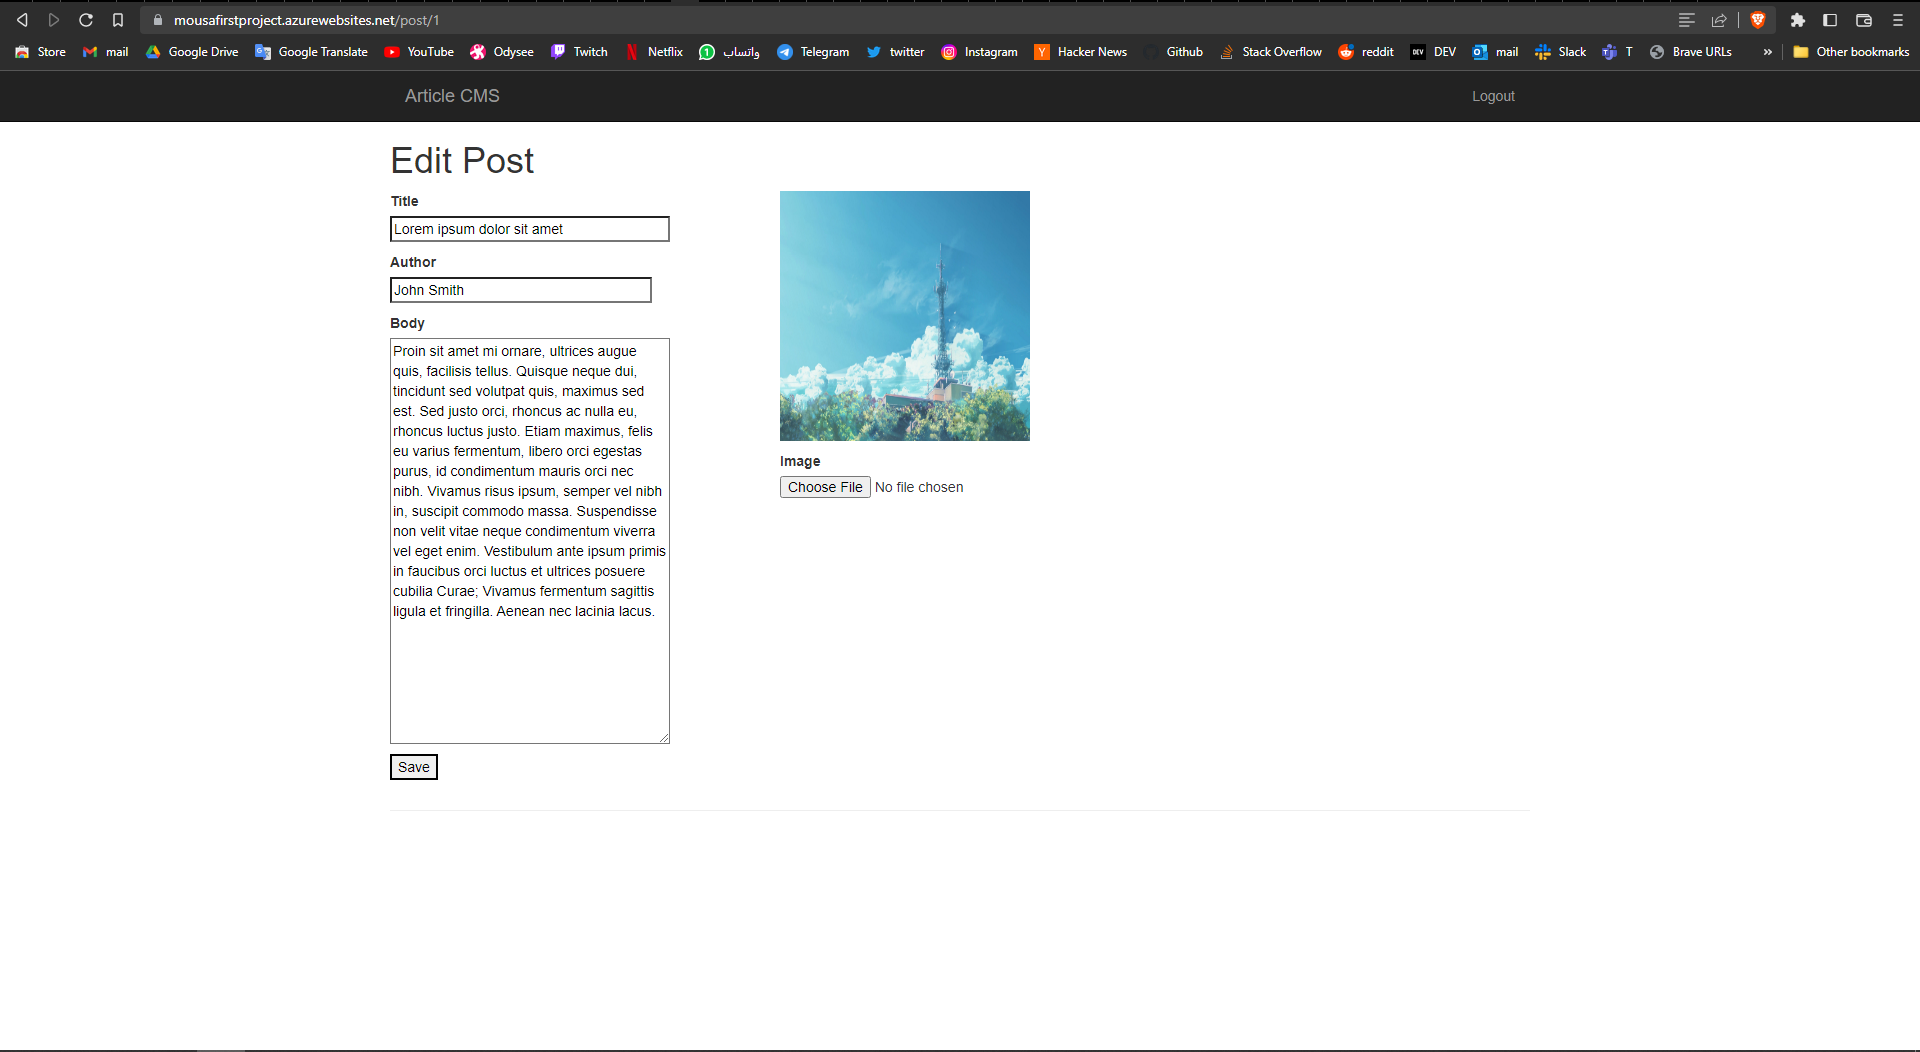 mousafirstproject.azurewebsites.net/post/1
Store mail Google Drive Google Translate YouTube Odysee Twitch Netflix واتساب Telegram twitter Instagram Hacker News Github Stack Overflow reddit DEV DEV mail Slack T Brave URLs » Other bookmarks
Article CMS Logout
Edit Post
Title
Lorem ipsum dolor sit amet
Author
John Smith
Body
Proin sit amet mi ornare, ultrices augue
quis, facilisis tellus. Quisque neque dui,
tincidunt sed volutpat quis, maximus sed
est. Sed justo orci, rhoncus ac nulla eu,
rhoncus luctus justo. Etiam maximus, felis
eu varius fermentum, libero orci egestas
purus, id condimentum mauris orci nec
nibh. Vivamus risus ipsum, semper vel nibh
in, suscipit commodo massa. Suspendisse
non velit vitae neque condimentum viverra
vel eget enim. Vestibulum ante ipsum primis
in faucibus orci luctus et ultrices posuere
cubilia Curae; Vivamus fermentum sagittis
ligula et fringilla. Aenean nec lacinia lacus.
Save
Image
Choose File No file chosen